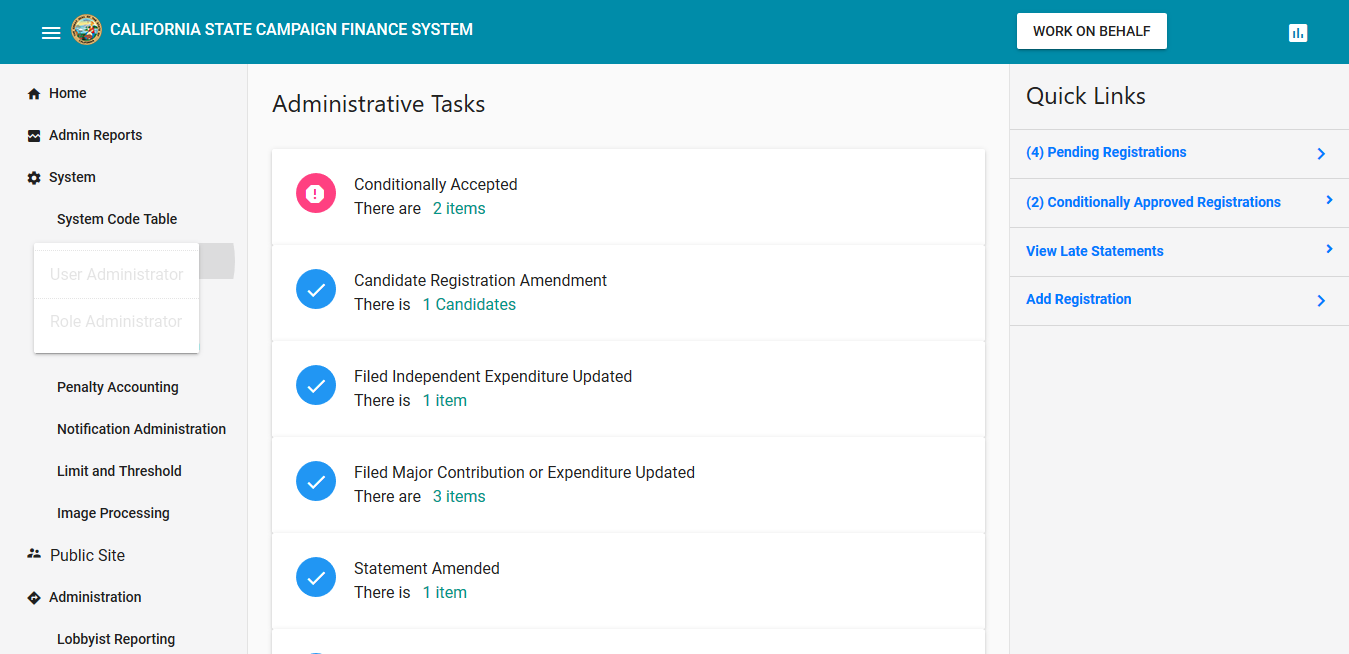 CALIFORNIA STATE CAMPAIGN FINANCE SYSTEM
WORK ON BEHALF
Home
Admin Reports
System
System Code Table
User Administrator
Role Administrator
Penalty Accounting
Notification Administration
Limit and Threshold
Image Processing
Public Site
Administration
Lobbyist Reporting
Administrative Tasks
Conditionally Accepted
There are 2 items
Candidate Registration Amendment
There is 1 Candidates
Filed Independent Expenditure Updated
There is 1 item
Filed Major Contribution or Expenditure Updated
There are 3 items
Statement Amended
There is 1 item
Quick Links
(4) Pending Registrations
(2) Conditionally Approved Registrations
View Late Statements
Add Registration